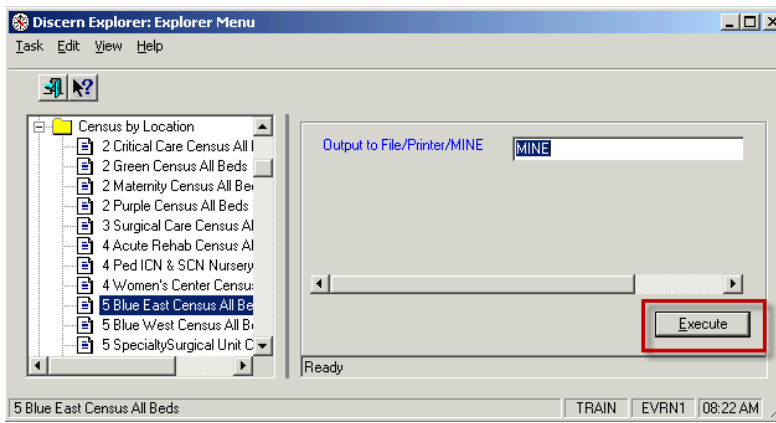 Discern Explorer: Explorer Menu
Task Edit View Help
Census by Location
2 Critical Care Census All
2 Green Census All Beds
2 Maternity Census All Be
2 Purple Census All Beds
3 Surgical Care Census Al
4 Acute Rehab Census Al
4 Ped ICN & SCN Nursery
4 Women's Center Censu
5 Blue East Census All Be
5 Blue West Census All B
5 SpecialtySurgical Unit C
Output to File/Printer/MINE
MINE
Execute
Ready
5 Blue East Census All Beds
TRAIN EVRN1 08:22 AM